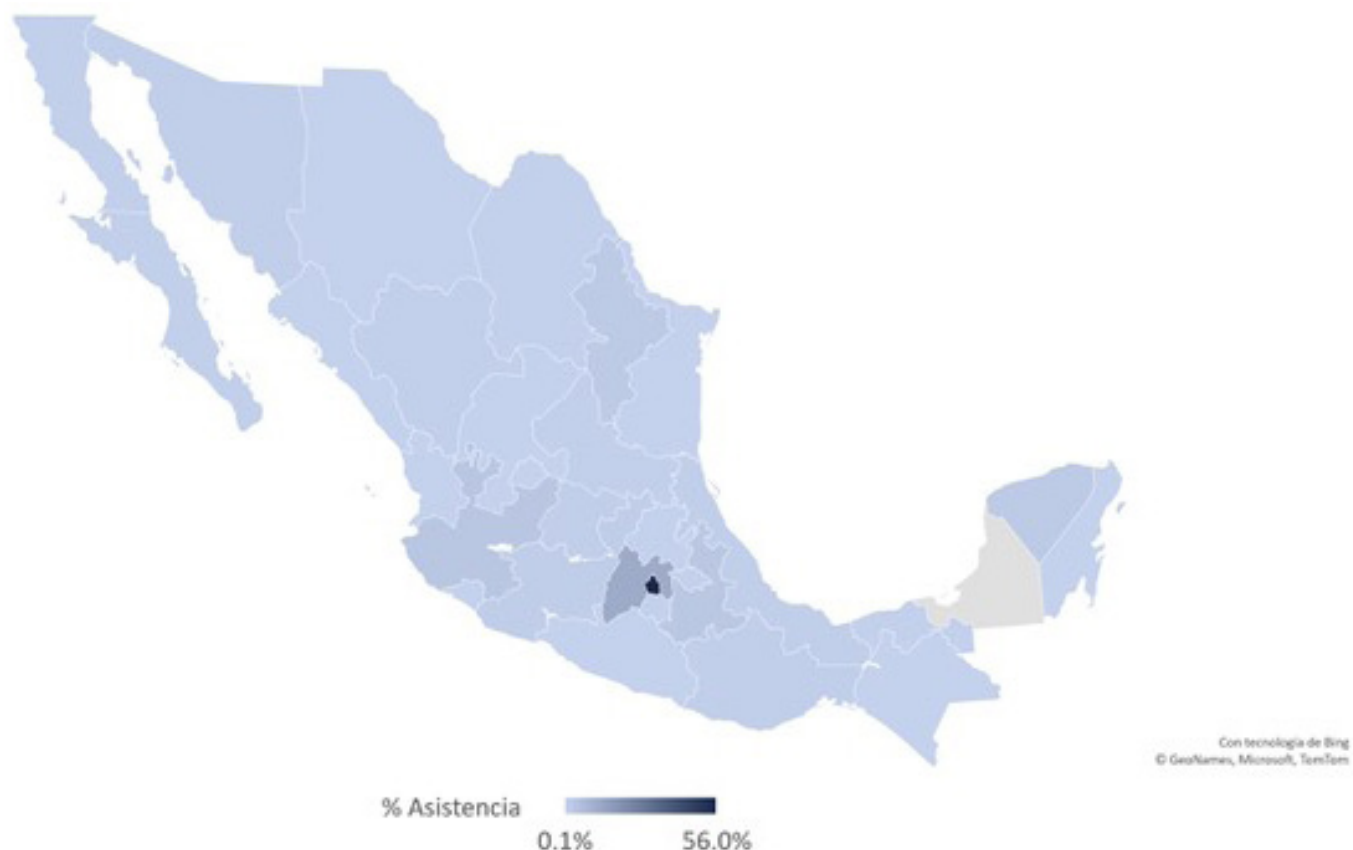 Con tecnología de Bing
© GeoNames, Microsoft, TomTom
% Asistencia
0.1% 56.0%